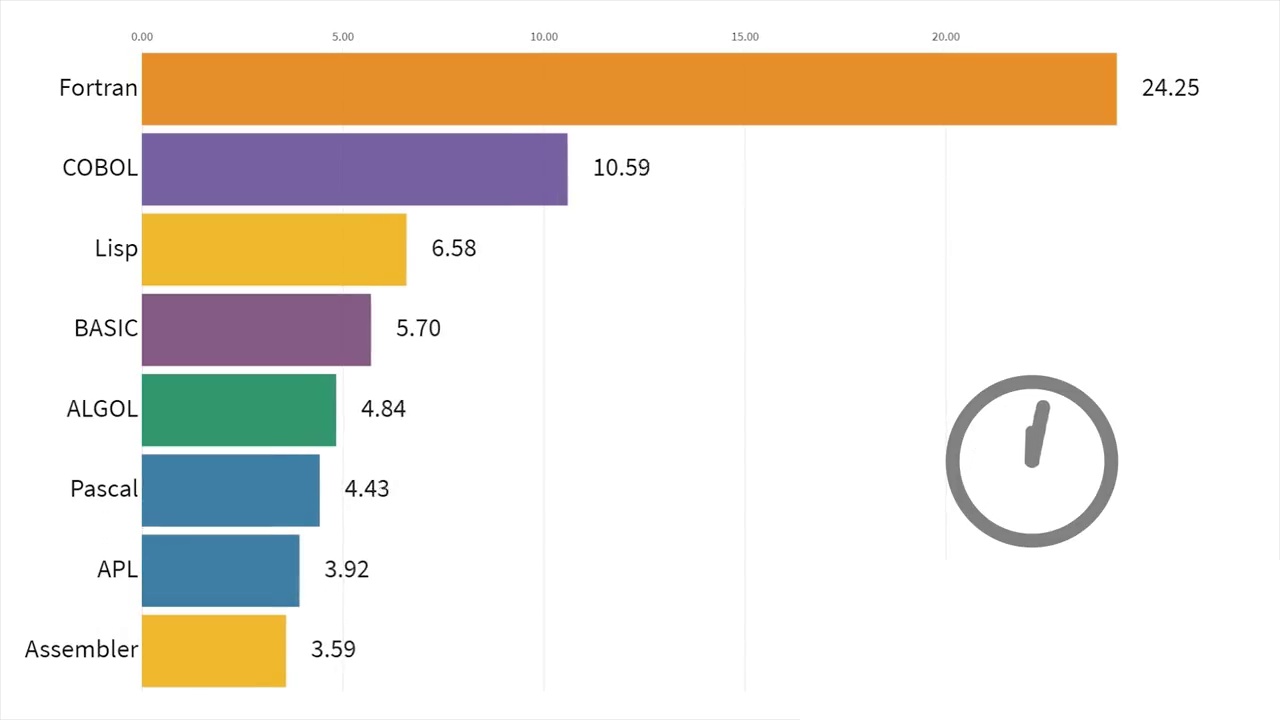 0.00 5.00 10.00 15.00 20.00
Fortran 24.25
COBOL 10.59
Lisp 6.58
BASIC 5.70
ALGOL 4.84
Pascal 4.43
APL 3.92
Assembler 3.59